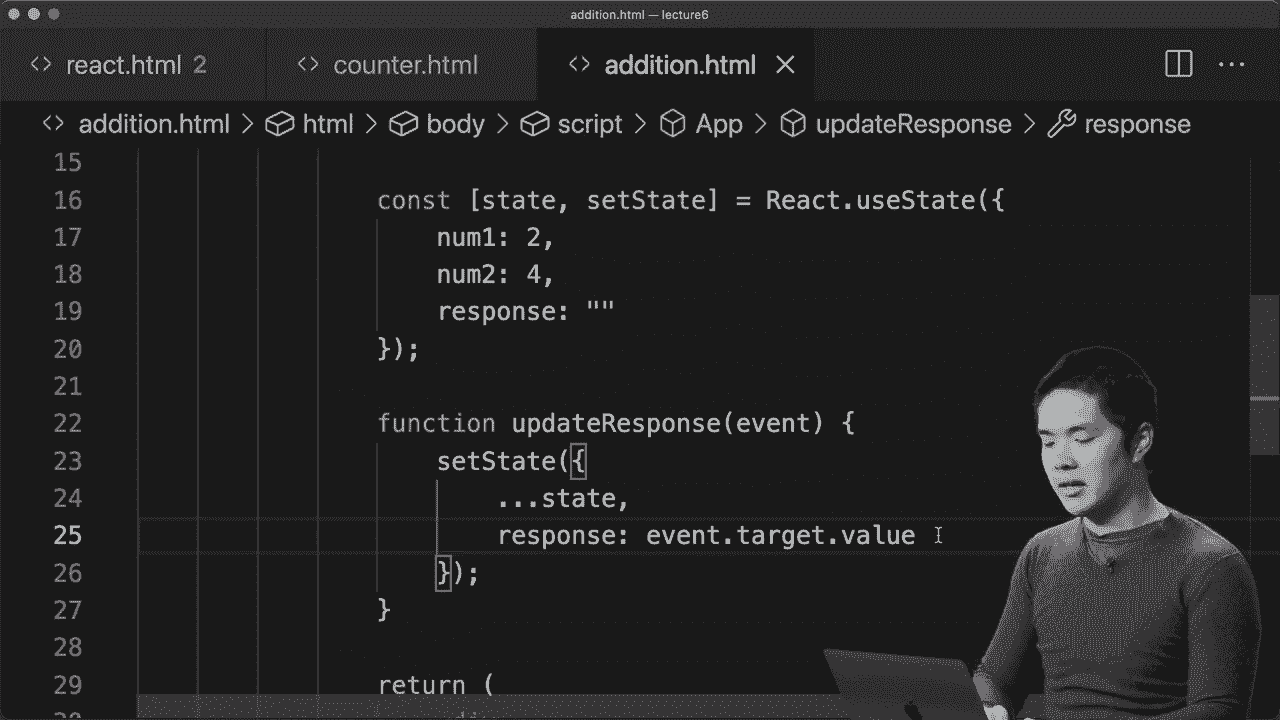 addition.html — lecture6
react.html 2 counter.html addition.html
addition.html > html > body > script > App > updateResponse > response
15
16 const [state, setState] = React.useState({
17 num1: 2,
18 num2: 4,
19 response: ""
20 });
21
22 function updateResponse(event) {
23 setState({
24 ...state,
25 response: event.target.value
26 });
27 }
28
29 return (